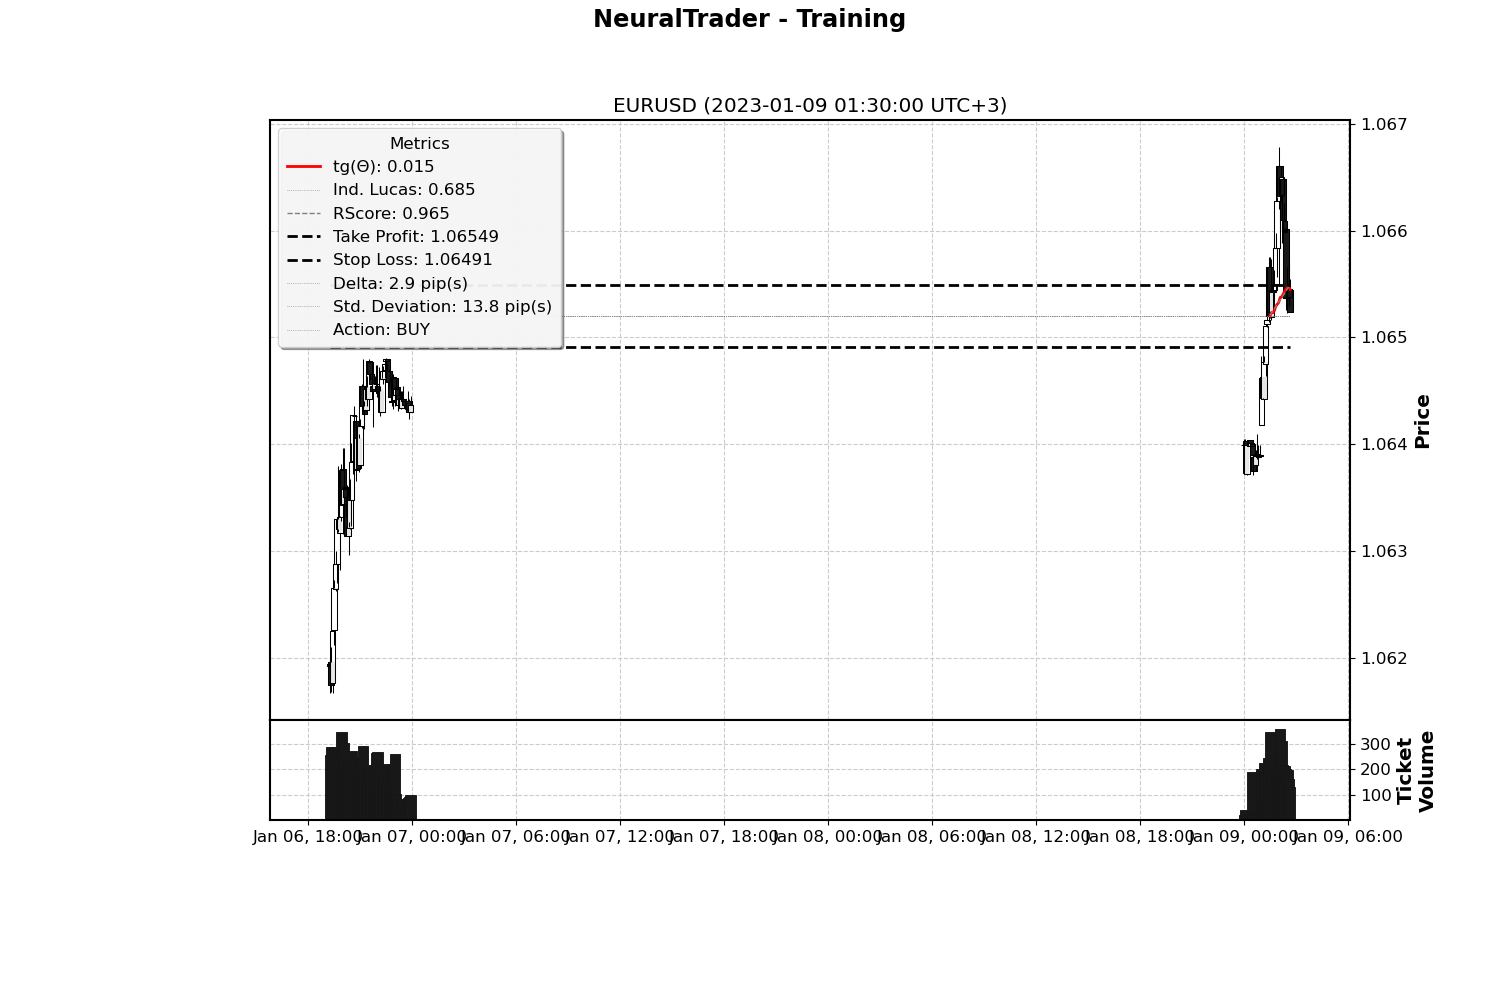 NeuralTrader - Training
EURUSD (2023-01-09 01:30:00 UTC+3)
Metrics
tg(Θ): 0.015
Ind. Lucas: 0.685
RScore: 0.965
Take Profit: 1.06549
Stop Loss: 1.06491
Delta: 2.9 pip(s)
Std. Deviation: 13.8 pip(s)
Action: BUY
1.067
1.066
1.065
1.064
1.063
1.062
Price
300
200
100
Ticket
Volume
Jan 06, 18:00
Jan 07, 00:00
Jan 07, 06:00
Jan 07, 12:00
Jan 07, 18:00
Jan 08, 00:00
Jan 08, 06:00
Jan 08, 12:00
Jan 08, 18:00
Jan 09, 00:00
Jan 09, 06:00